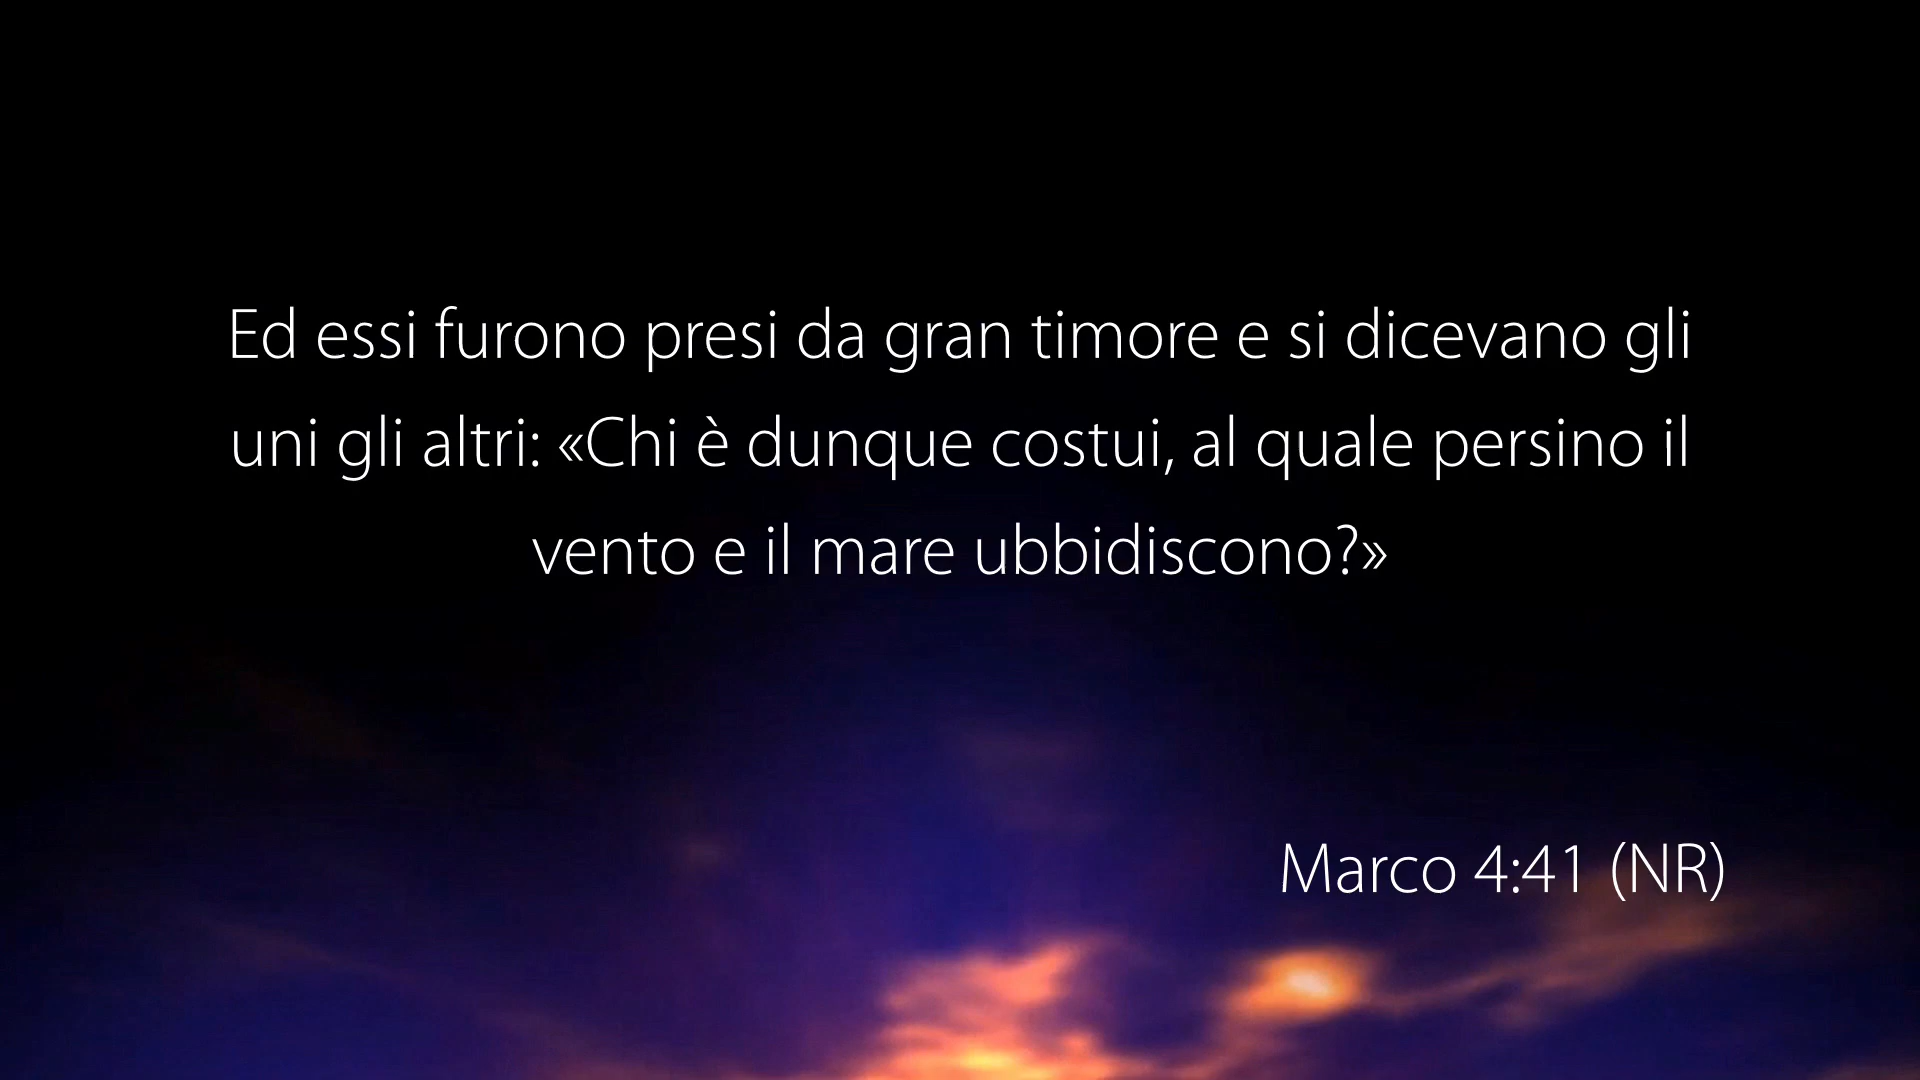 Ed essi furono presi da gran timore e si dicevano gli
uni gli altri: «Chi è dunque costui, al quale persino il
vento e il mare ubbidiscono?»
Marco 4:41 (NR)